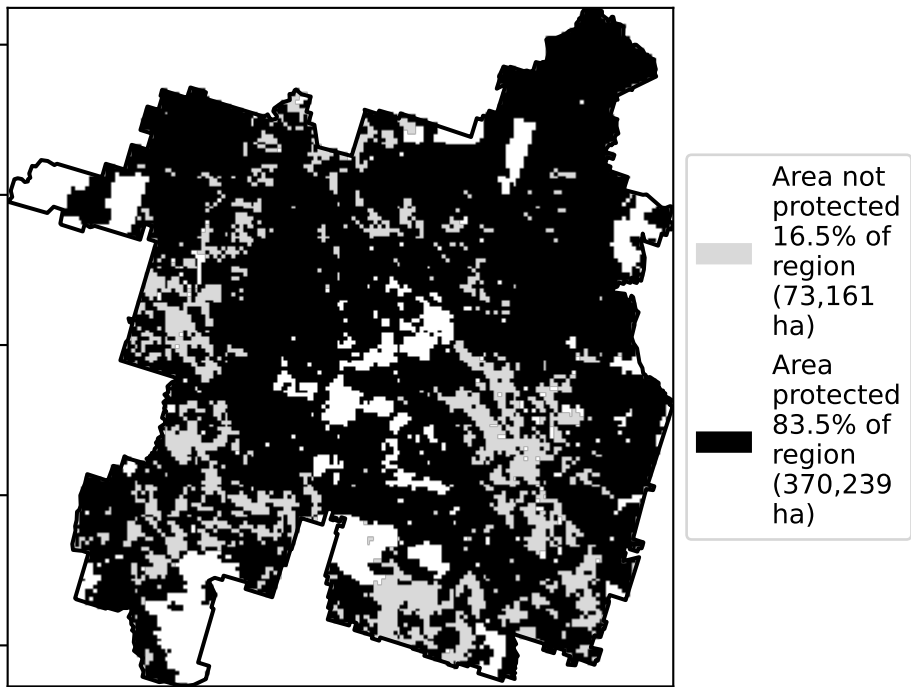 Area not
protected
16.5% of
region
(73,161
ha)
Area
protected
83.5% of
region
(370,239
ha)